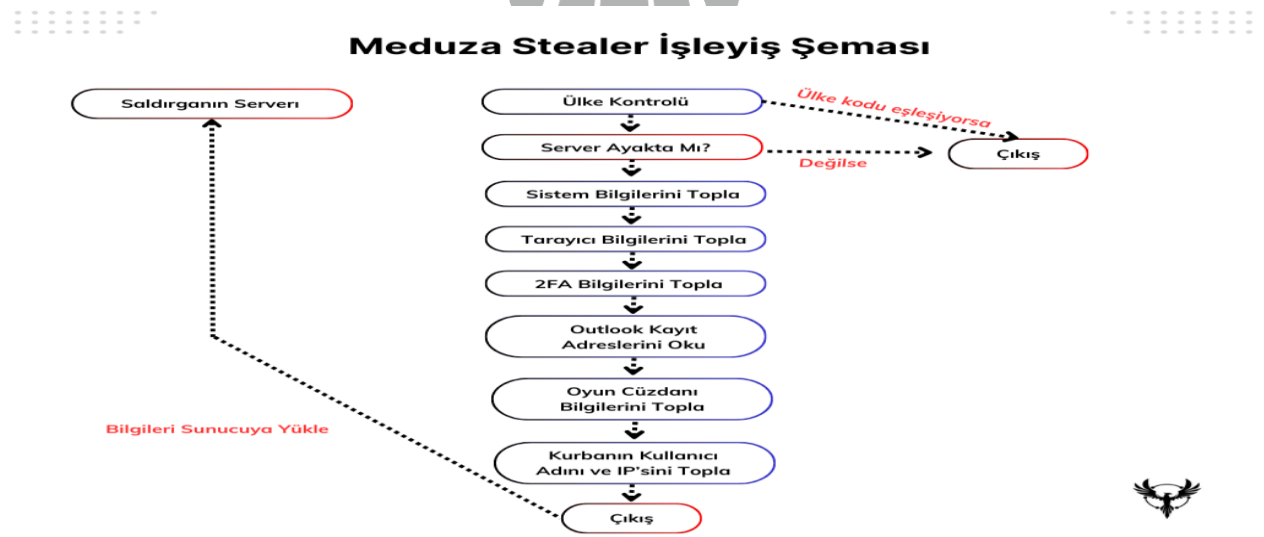 Meduza Stealer İşleyiş Şeması
Saldırganın Serverı
Ülke Kontrolü
Ülke kodu eşleşiyorsa
Server Ayakta Mı?
Değilse
Çıkış
Sistem Bilgilerini Topla
Tarayıcı Bilgilerini Topla
2FA Bilgilerini Topla
Outlook Kayıt
Adreslerini Oku
Oyun Cüzdanı
Bilgilerini Topla
Bilgileri Sunucuya Yükle
Kurbanın Kullanıcı
Adını ve IP'sini Topla
Çıkış